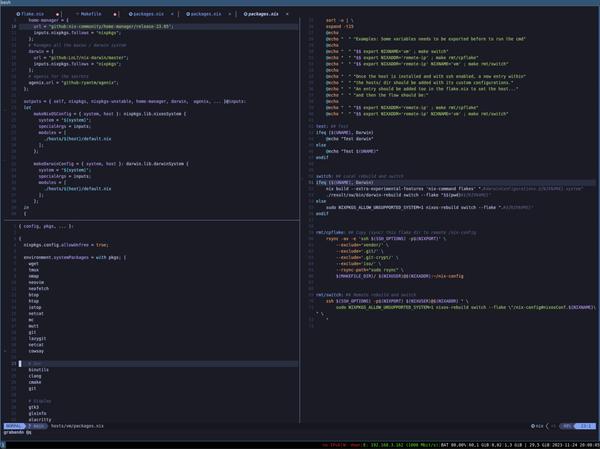 bash
flake.nix
Makefile
packages.nix
packages.nix
packages.nix
home-manager = {
url = "github:nix-community/home-manager/release-23.05";
inputs.nixpkgs.follows = "nixpkgs";
};
# Manages all the macos / darwin system
darwin = {
url = "github:lnl7/nix-darwin/master";
inputs.nixpkgs.follows = "nixpkgs";
};
# agenix for the secrets
agenix.url = "github:ryantm/agenix";
};
outputs = { self, nixpkgs, nixpkgs-unstable, home-manager, darwin, agenix, ... }@inputs:
let
makeNixOSConfig = { system, host }: nixpkgs.lib.nixosSystem {
system = "${system}";
specialArgs = inputs;
modules = [
./hosts/${host}/default.nix
];
};
makeDarwinConfig = { system, host }: darwin.lib.darwinSystem {
system = "${system}";
specialArgs = inputs;
modules = [
./hosts/${host}/default.nix
];
};
in
{
{ config, pkgs, ... }:
{
nixpkgs.config.allowUnfree = true;
environment.systemPackages = with pkgs; [
wget
tmux
nmap
neovim
neofetch
btop
htop
iotop
netcat
mc
mutt
git
lazygit
netcat
cowsay
# Dev
binutils
clang
cmake
git
# Display
gtk3
glxinfo
alacritty
NORMAL main hosts/vm/packages.nix
grabando @q
sort -u | \
expand -t15
@echo
@echo " " "Examples: Some variables needs to be exported before to run the cmd"
@echo
@echo " " "$$ export NIXNAME='vm' ; make switch"
@echo " " "$$ export NIXADDR='remote-ip' ; make rmt/cpflake"
@echo " " "$$ export NIXADDR='remote-ip' NIXNAME='vm' ; make rmt/switch"
@echo
@echo " " "Once the host is installed and with ssh enabled, a new entry within"
@echo " " "the hosts/ dir should be added with its custom configurations."
@echo " " "An entry should be added too in the flake.nix to set the host..."
@echo " " "and then the flow should be:"
@echo
@echo " " "$$ export NIXADDR='remote-ip' ; make rmt/cpflake"
@echo " " "$$ export NIXADDR='remote-ip' NIXNAME='vm' ; make rmt/switch"
test: ## Test
ifeq ($(UNAME), Darwin)
@echo "Test darwin"
else
@echo "Test $(UNAME)"
endif
switch: ## Local rebuild and switch
ifeq ($(UNAME), Darwin)
nix build --extra-experimental-features 'nix-command flakes' ".#darwinConfigurations.$(NIXNAME).system"
./result/sw/bin/darwin-rebuild switch --flake "$$(pwd)#$(NIXNAME)"
else
sudo NIXPKGS_ALLOW_UNSUPPORTED_SYSTEM=1 nixos-rebuild switch --flake ".#$(NIXNAME)"
endif
rmt/cpflake: ## Copy (sync) this flake dir to remote /nix-config
rsync -av -e 'ssh $(SSH_OPTIONS) -p$(NIXPORT)' \
--exclude='vendor/' \
--exclude='.git/' \
--exclude='.git-crypt/' \
--exclude='iso/' \
--rsync-path="sudo rsync" \
$(MAKEFILE_DIR)/ $(NIXUSER)@$(NIXADDR):~/nix-config
rmt/switch: ## Remote rebuild and switch
ssh $(SSH_OPTIONS) -p$(NIXPORT) $(NIXUSER)@$(NIXADDR) " \
sudo NIXPKGS_ALLOW_UNSUPPORTED_SYSTEM=1 nixos-rebuild switch --flake \"/nix-config#nixosConf.$(NIXNAME)\
" \
"
nix
no IPv6|W: down|E: 192.168.3.162 (1000 Mbit/s)|BAT 80,00%
29,5 GiB 2023-11-24 20:08:05